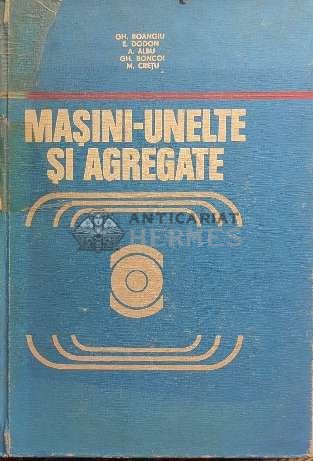 GH. BOANGIU
E. DODON
A. ALBU
GH. BONCOI
M. CREȚU
MAȘINI-UNELTE
ȘI AGREGATE
ANTICARIAT
HERMES